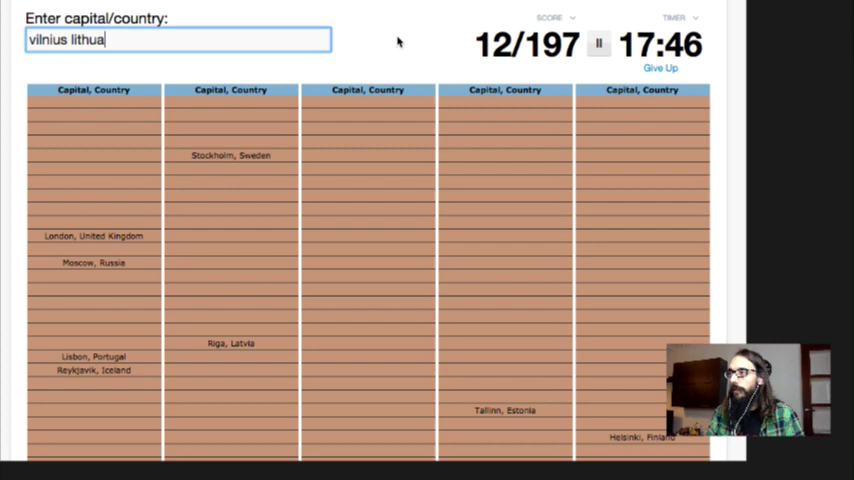 Enter capital/country:
vilnius lithua
SCORE
TIMER
12/197
17:46
Give Up
Capital, Country
Capital, Country
Capital, Country
Capital, Country
Capital, Country
Stockholm, Sweden
London, United Kingdom
Moscow, Russia
Riga, Latvia
Lisbon, Portugal
Reykjavik, Iceland
Tallinn, Estonia
Helsinki, Finland